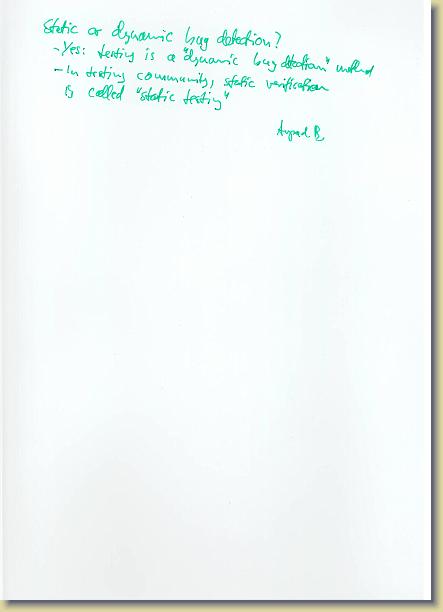 Static or dynamic bug detection?
- Yes: testing is a "dynamic bug detection" method
- In testing community, static verification
is called "static testing"
Arpad B.